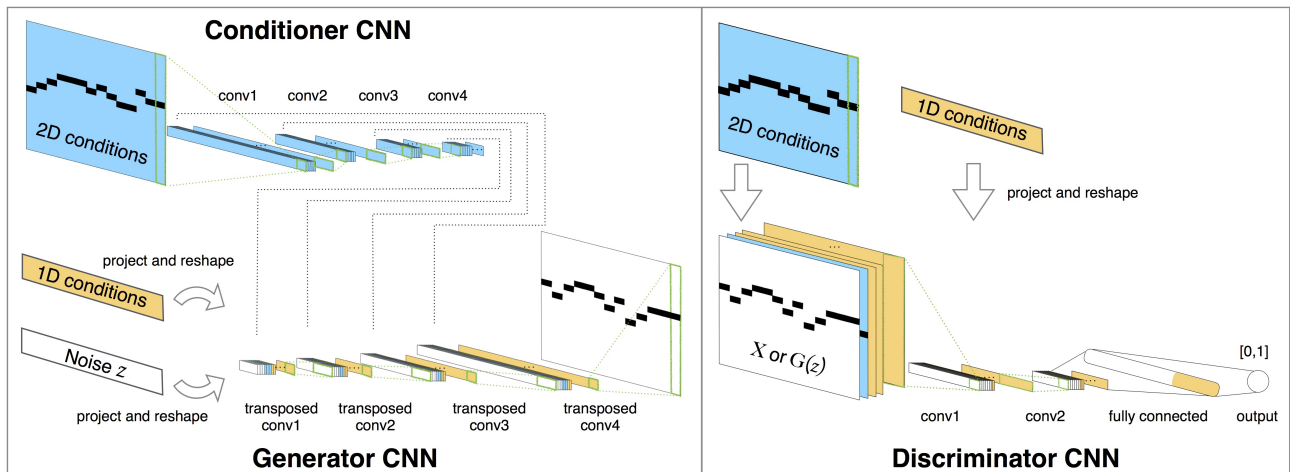 Conditioner CNN
conv1 conv2 conv3 conv4
2D conditions
project and reshape
1D conditions
Noise z
project and reshape
transposed conv1
transposed conv2
transposed conv3
transposed conv4
Generator CNN
2D conditions
1D conditions
project and reshape
X or G(z)
[0,1]
conv1 conv2 fully connected output
Discriminator CNN